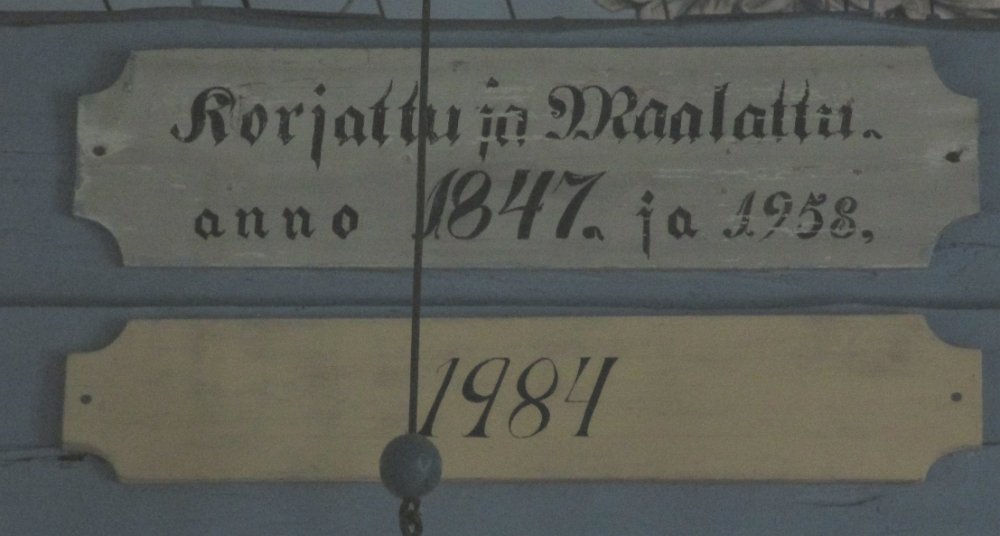 Korjattu ja Maalattu.
anno 1847. ja 1958.
1984